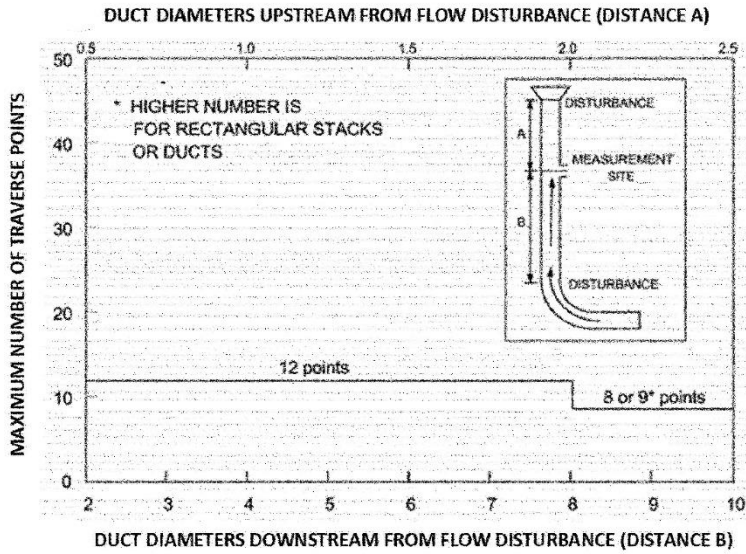 DUCT DIAMETERS UPSTREAM FROM FLOW DISTURBANCE (DISTANCE A)
0.5 1.0 1.5 2.0 2.5
50
* HIGHER NUMBER IS
FOR RECTANGULAR STACKS
OR DUCTS
DISTURBANCE
A
MEASUREMENT
SITE
B
DISTURBANCE
MAXIMUM NUMBER OF TRAVERSE POINTS
40
30
20
12 points
8 or 9* points
10
0
2 3 4 5 6 7 8 9 10
DUCT DIAMETERS DOWNSTREAM FROM FLOW DISTURBANCE (DISTANCE B)